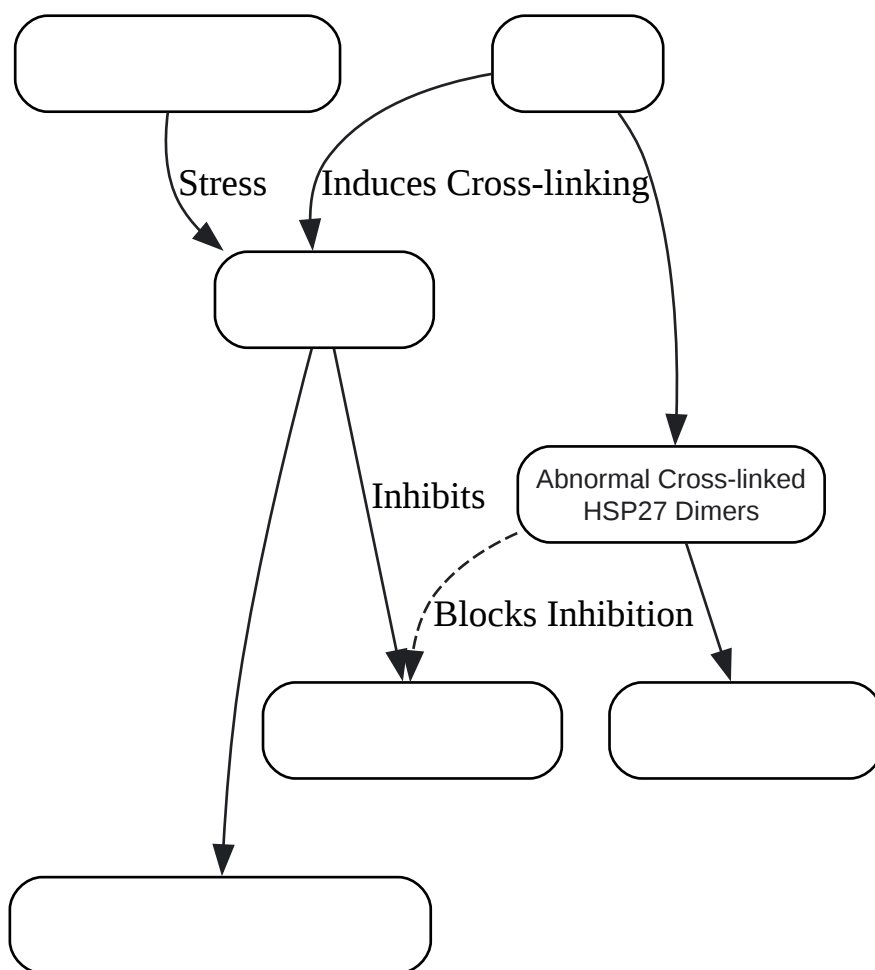 Stress
Induces Cross-linking
Abnormal Cross-linked
HSP27 Dimers
Inhibits
Blocks Inhibition